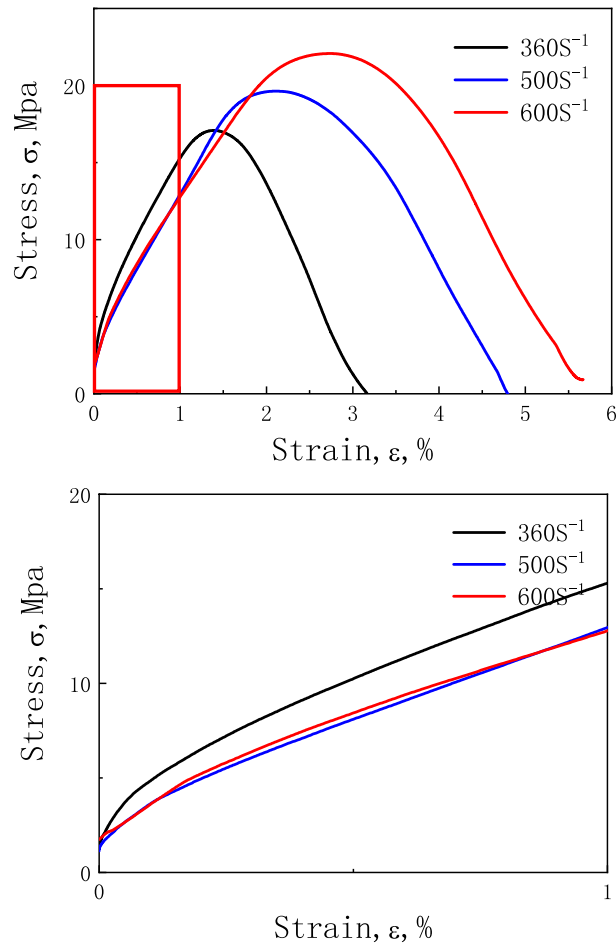 360S⁻¹
500S⁻¹
600S⁻¹
20
10
0
Stress, σ, Mpa
0 1 2 3 4 5 6
Strain, ε, %
360S⁻¹
500S⁻¹
600S⁻¹
20
10
0
Stress, σ, Mpa
0 1
Strain, ε, %